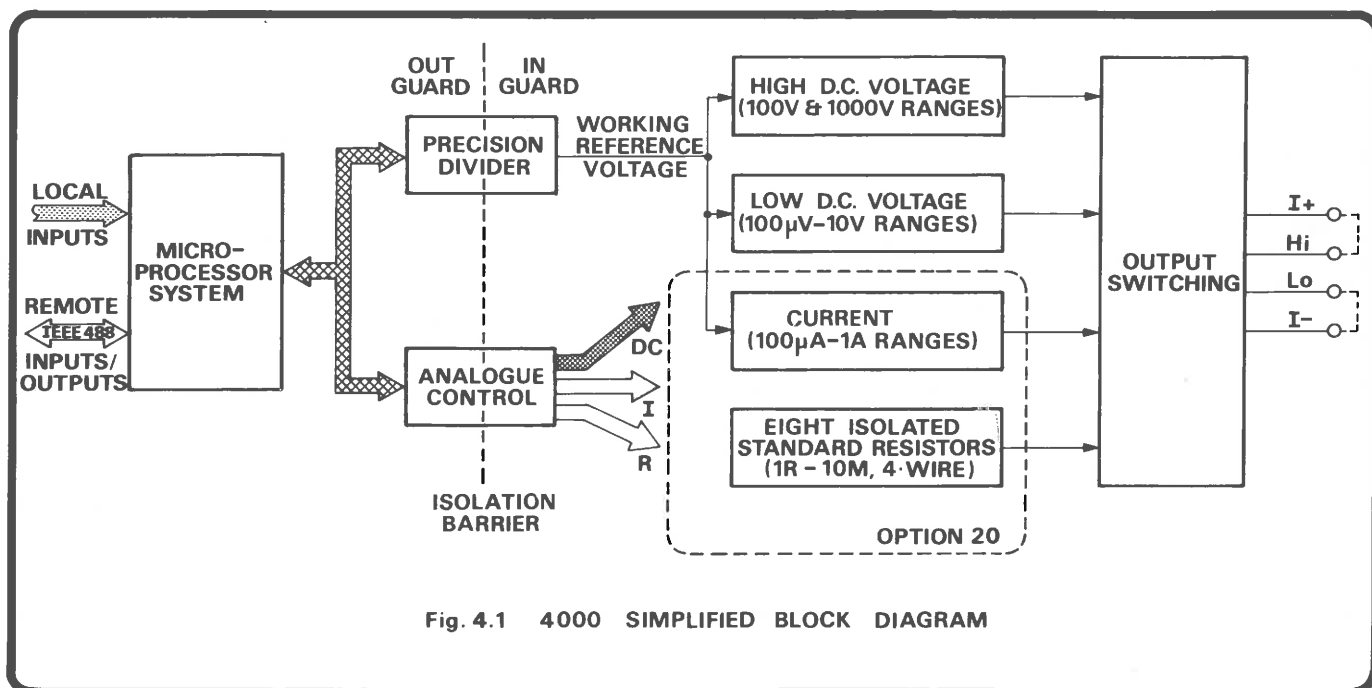 OUT
GUARD
IN
GUARD
LOCAL
INPUTS
REMOTE
IEEE 488
INPUTS/
OUTPUTS
MICRO-
PROCESSOR
SYSTEM
PRECISION
DIVIDER
WORKING
REFERENCE
VOLTAGE
ANALOGUE
CONTROL
DC
I
R
ISOLATION
BARRIER
HIGH D.C. VOLTAGE
(100V & 1000V RANGES)
LOW D.C. VOLTAGE
(100µV-10V RANGES)
CURRENT
(100µA-1A RANGES)
EIGHT ISOLATED
STANDARD RESISTORS
(1R - 10M, 4·WIRE)
OPTION 20
OUTPUT
SWITCHING
I+
Hi
Lo
I-
Fig. 4.1 4000 SIMPLIFIED BLOCK DIAGRAM